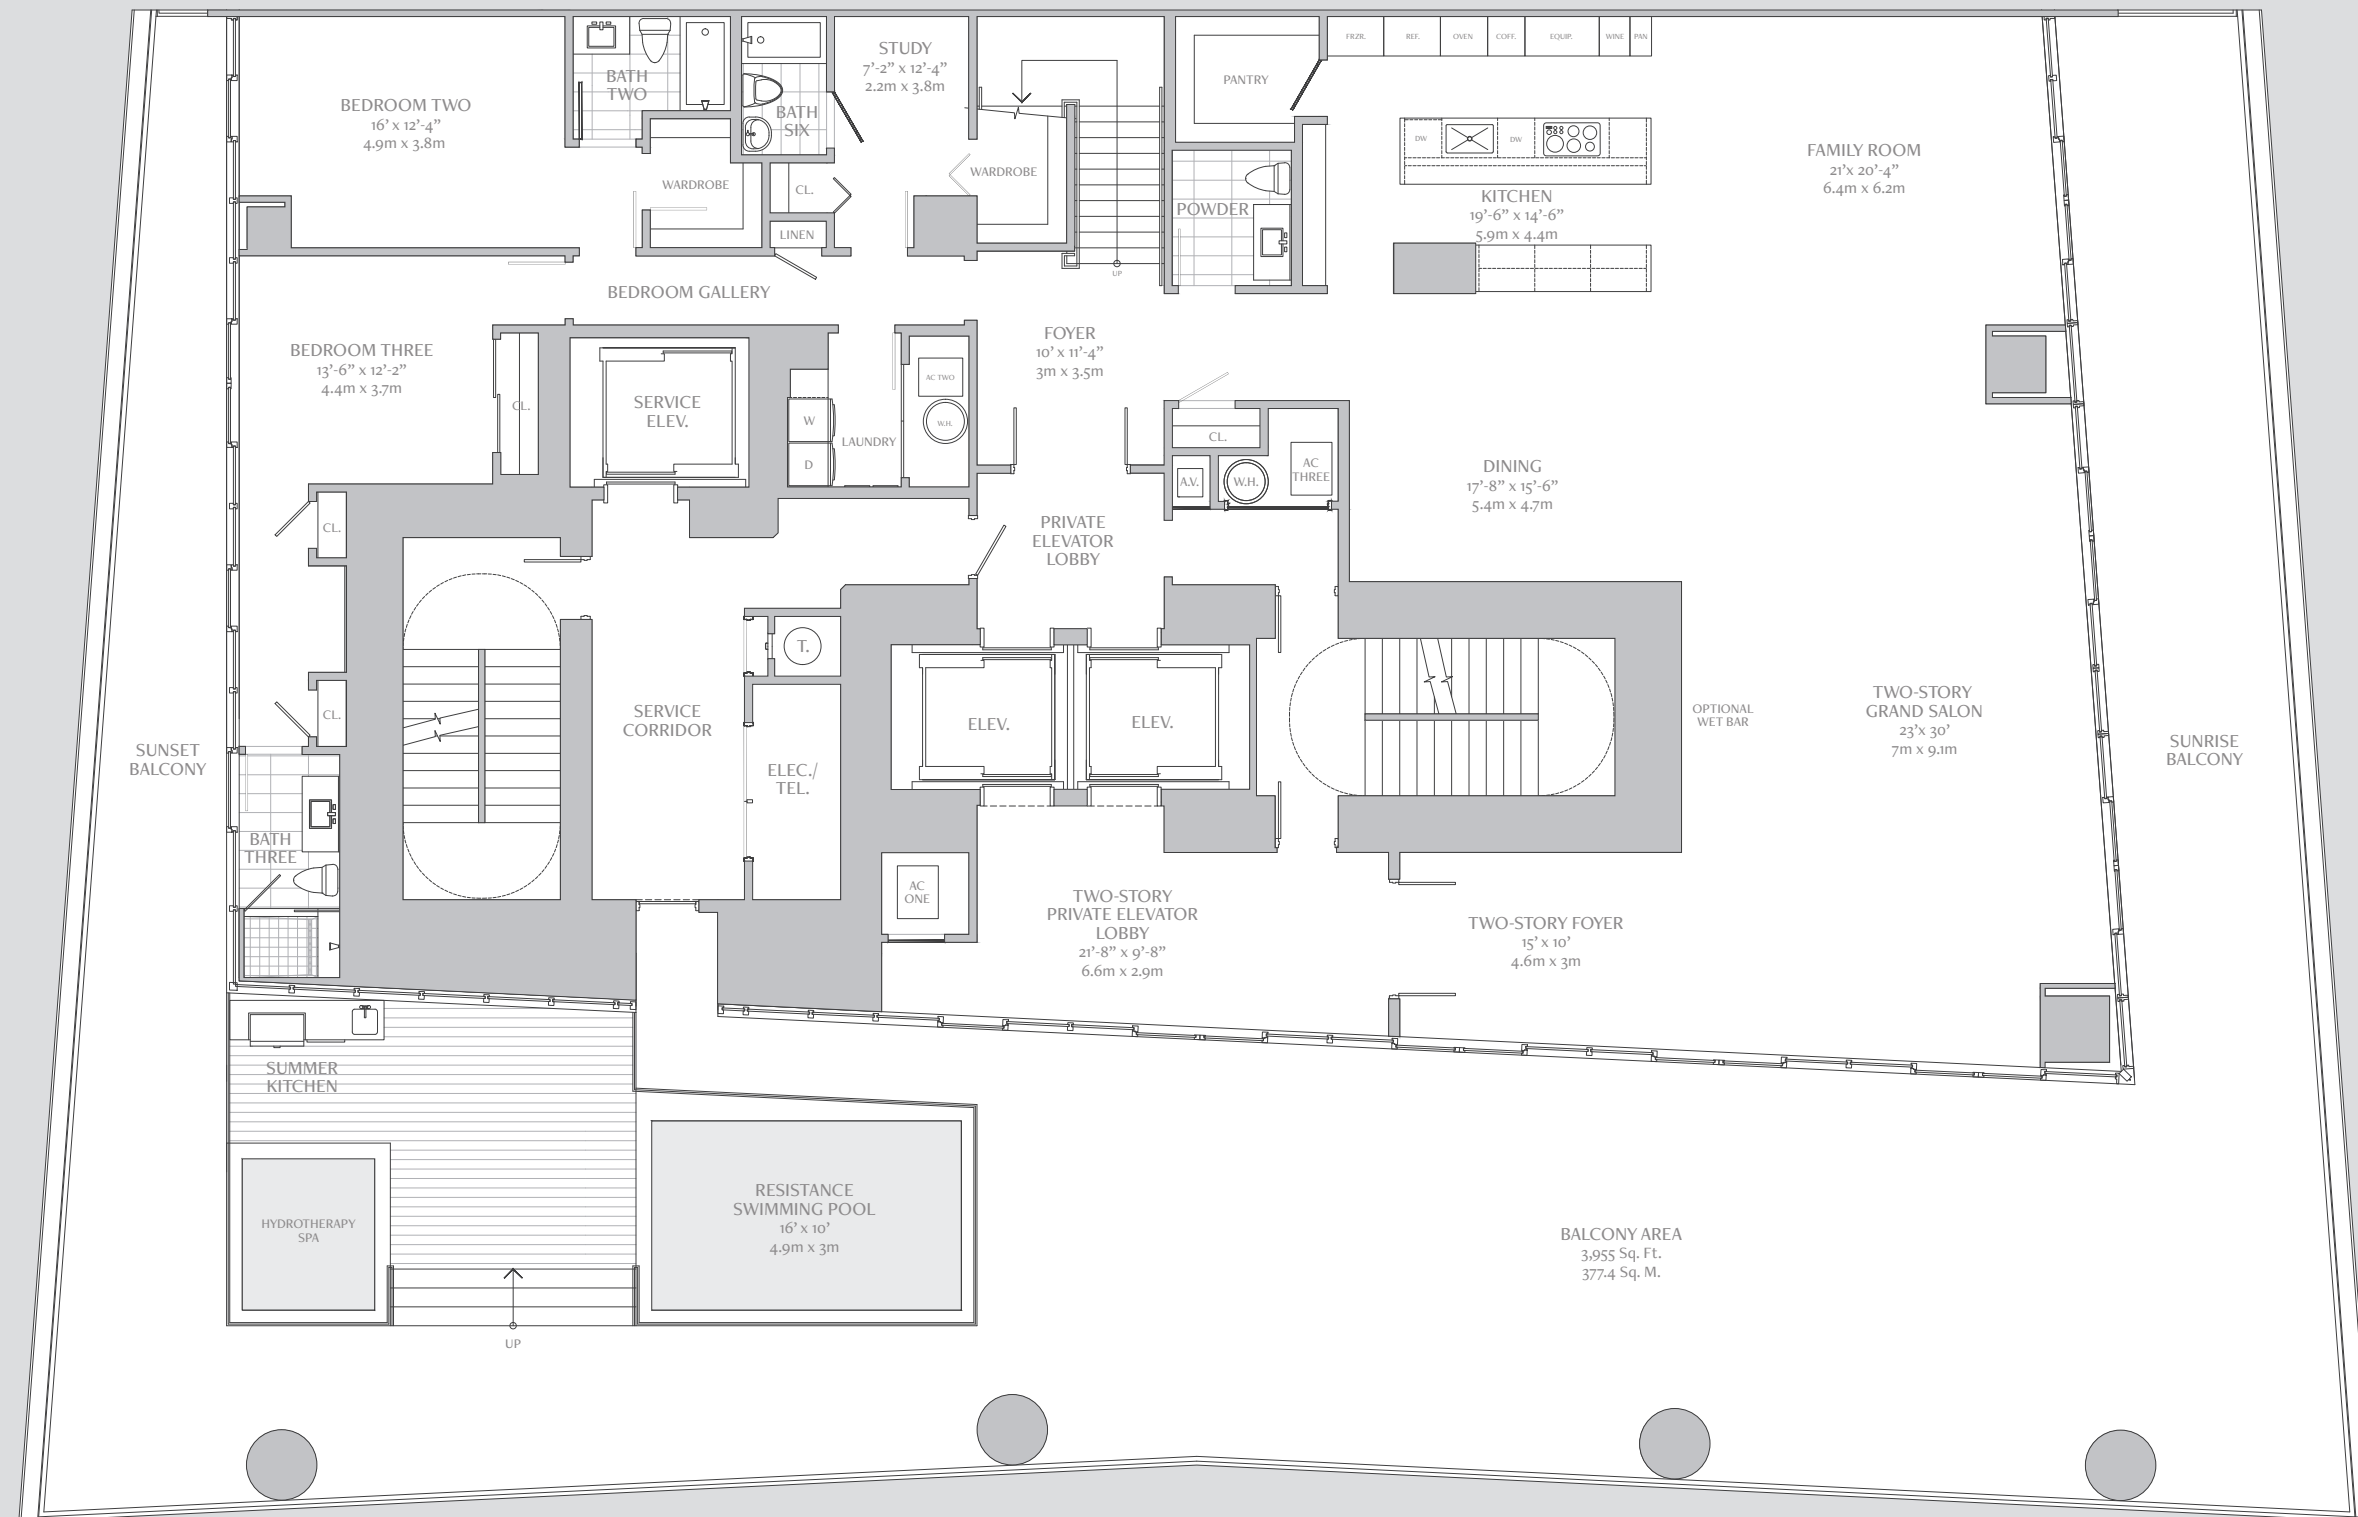 FRZR.
REF.
OVEN
COFF.
EQUIP.
WINE
PAN
STUDY
7’-2” x 12’-4”
2.2m x 3.8m
BATH
TWO
PANTRY
BEDROOM TWO
16’ x 12’-4”
4.9m x 3.8m
BATH
SIX
DW
DW
FAMILY ROOM
21’x 20’-4”
6.4m x 6.2m
WARDROBE
CL.
WARDROBE
KITCHEN
19’-6” x 14’-6”
5.9m x 4.4m
POWDER
LINEN
UP
BEDROOM GALLERY
FOYER
10’ x 11’-4”
3m x 3.5m
BEDROOM THREE
13’-6” x 12’-2”
4.4m x 3.7m
CL.
SERVICE
ELEV.
W
D
LAUNDRY
AC TWO
W.H.
CL.
A.V.
W.H.
AC
THREE
DINING
17’-8” x 15’-6”
5.4m x 4.7m
CL.
PRIVATE
ELEVATOR
LOBBY
T.
CL.
SERVICE
CORRIDOR
ELEV.
ELEV.
OPTIONAL
WET BAR
TWO-STORY
GRAND SALON
23’x 30’
7m x 9.1m
SUNSET
BALCONY
SUNRISE
BALCONY
ELEC./
TEL.
BATH
THREE
AC
ONE
TWO-STORY
PRIVATE ELEVATOR
LOBBY
21’-8” x 9’-8”
6.6m x 2.9m
TWO-STORY FOYER
15’ x 10’
4.6m x 3m
SUMMER
KITCHEN
HYDROTHERAPY
SPA
RESISTANCE
SWIMMING POOL
16’ x 10’
4.9m x 3m
BALCONY AREA
3,955 Sq. Ft.
377.4 Sq. M.
UP